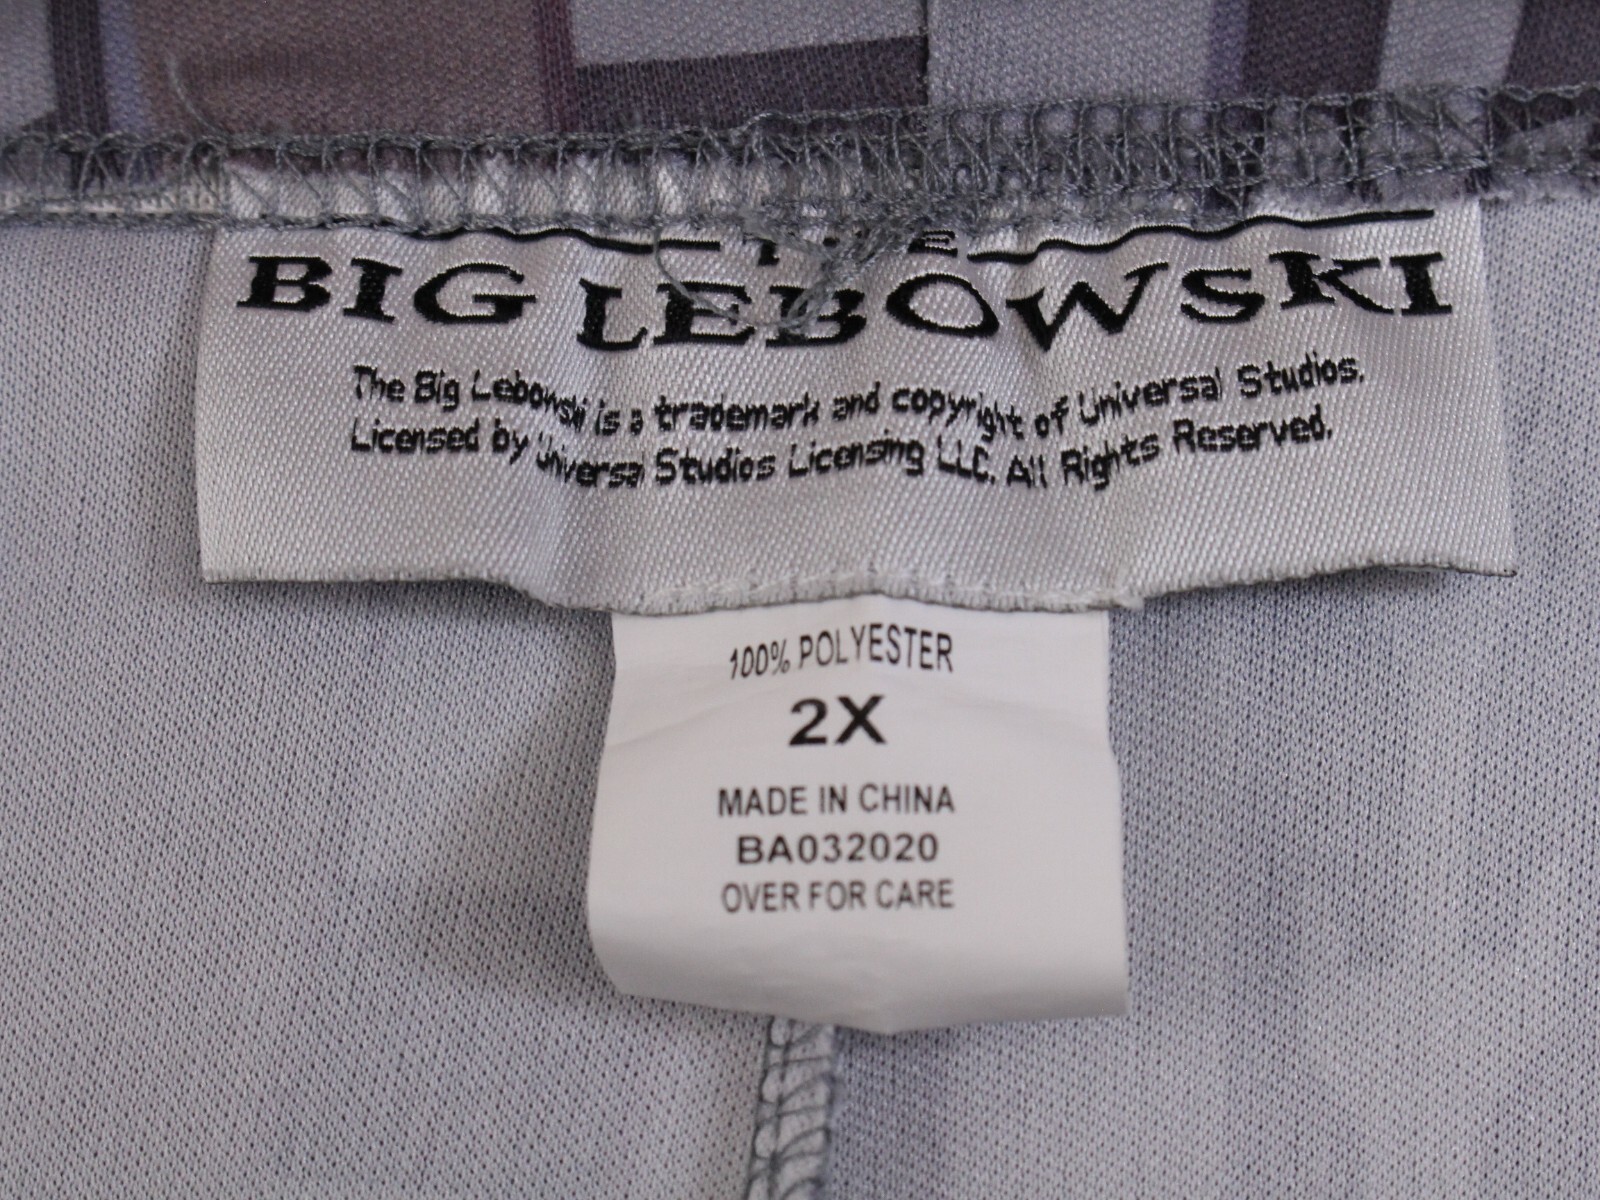 THE
BIG LEBOWSKI
The Big Lebowski is a trademark and copyright of Universal Studios.
Licensed by Universal Studios Licensing LLC. All Rights Reserved.
100% POLYESTER
2X
MADE IN CHINA
BA032020
OVER FOR CARE